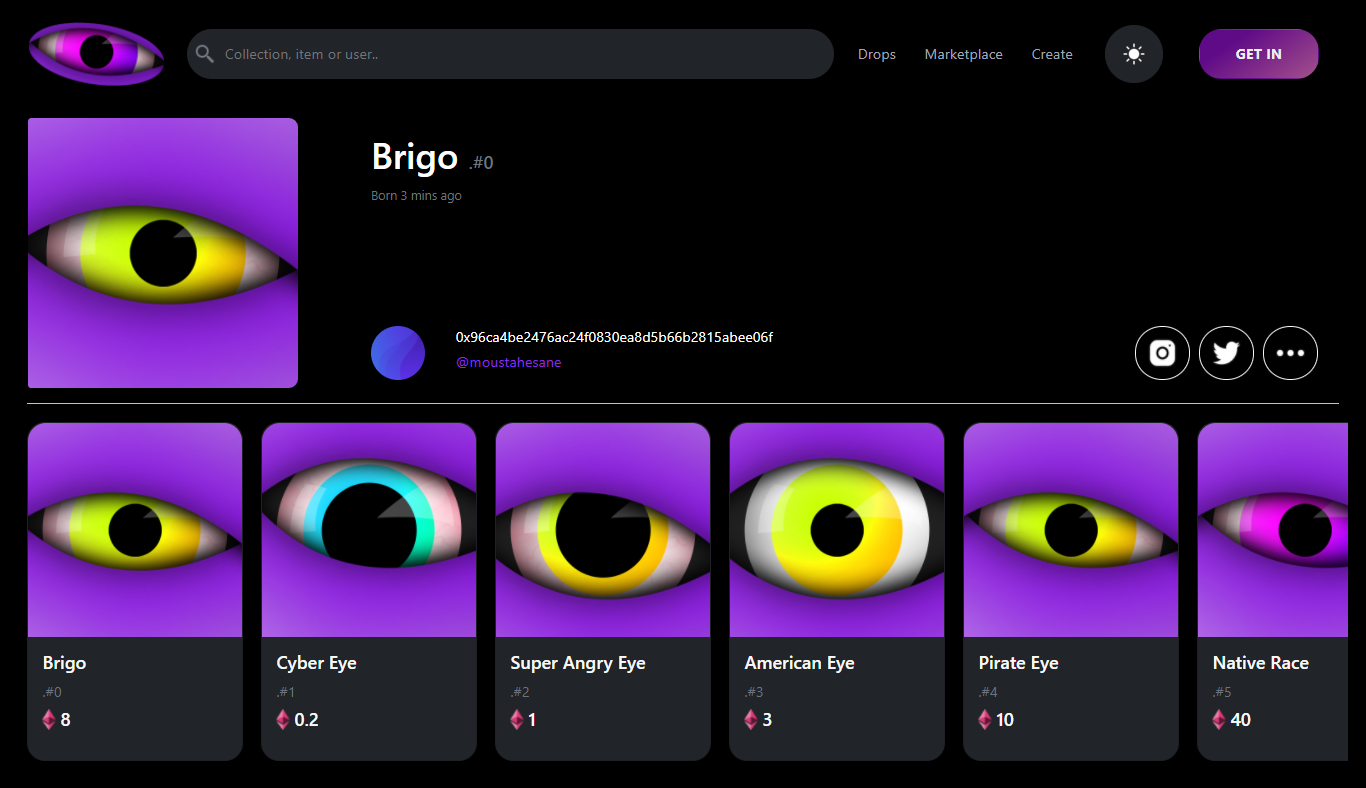 Collection, item or user..
Drops
Marketplace
Create
GET IN
Brigo .#0
Born 3 mins ago
0x96ca4be2476ac24f0830ea8d5b66b2815abee06f
@moustahesane
Brigo
.#0
8
Cyber Eye
.#1
0.2
Super Angry Eye
.#2
1
American Eye
.#3
3
Pirate Eye
.#4
10
Native Race
.#5
40